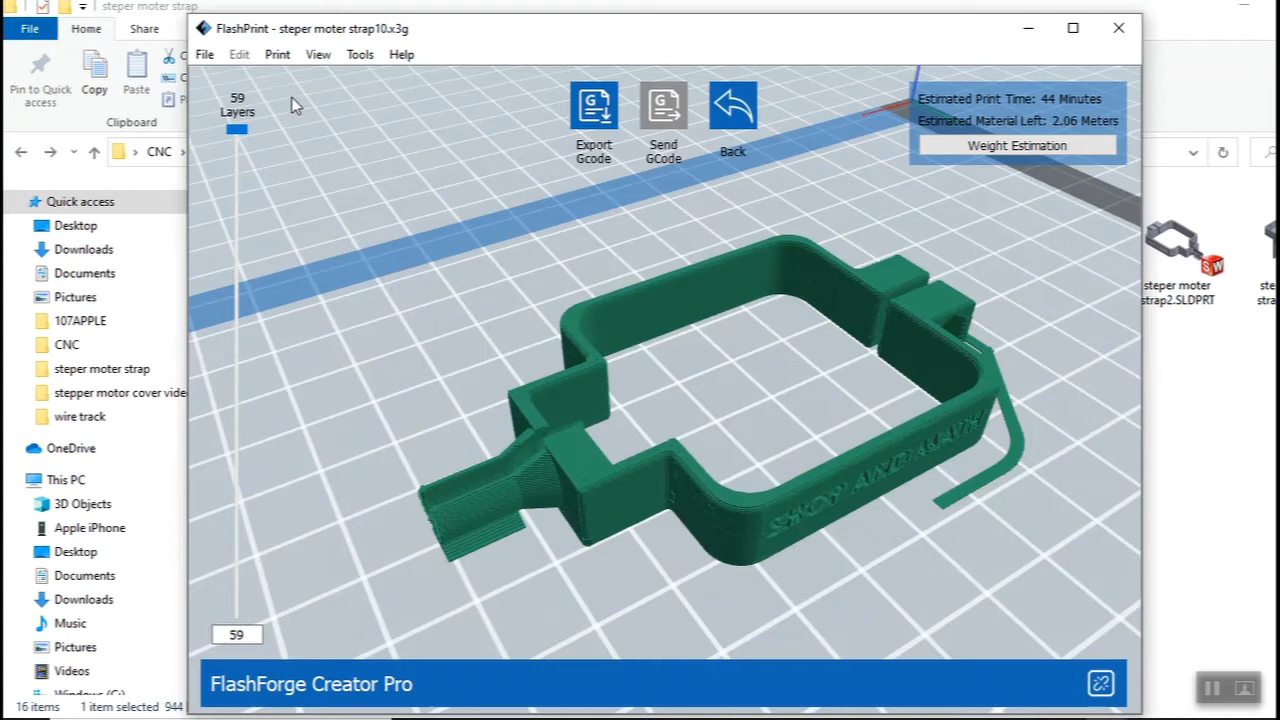 steper moter strap
File
Home
Share
Pin to Quick
access
Copy
Paste
Clipboard
CNC
Quick access
Desktop
Downloads
Documents
Pictures
107APPLE
CNC
steper moter strap
stepper motor cover vide
wire track
OneDrive
This PC
3D Objects
Apple iPhone
Desktop
Documents
Downloads
Music
Pictures
Videos
Windows (C:)
16 items
1 item selected 944
FlashPrint - steper moter strap10.x3g
File
Edit
Print
View
Tools
Help
59
Layers
59
G
Export
Gcode
G
Send
GCode
Back
Estimated Print Time: 44 Minutes
Estimated Material Left: 2.06 Meters
Weight Estimation
SHOP AND MATH
FlashForge Creator Pro
SW
steper moter
strap2.SLDPRT
ste
stra